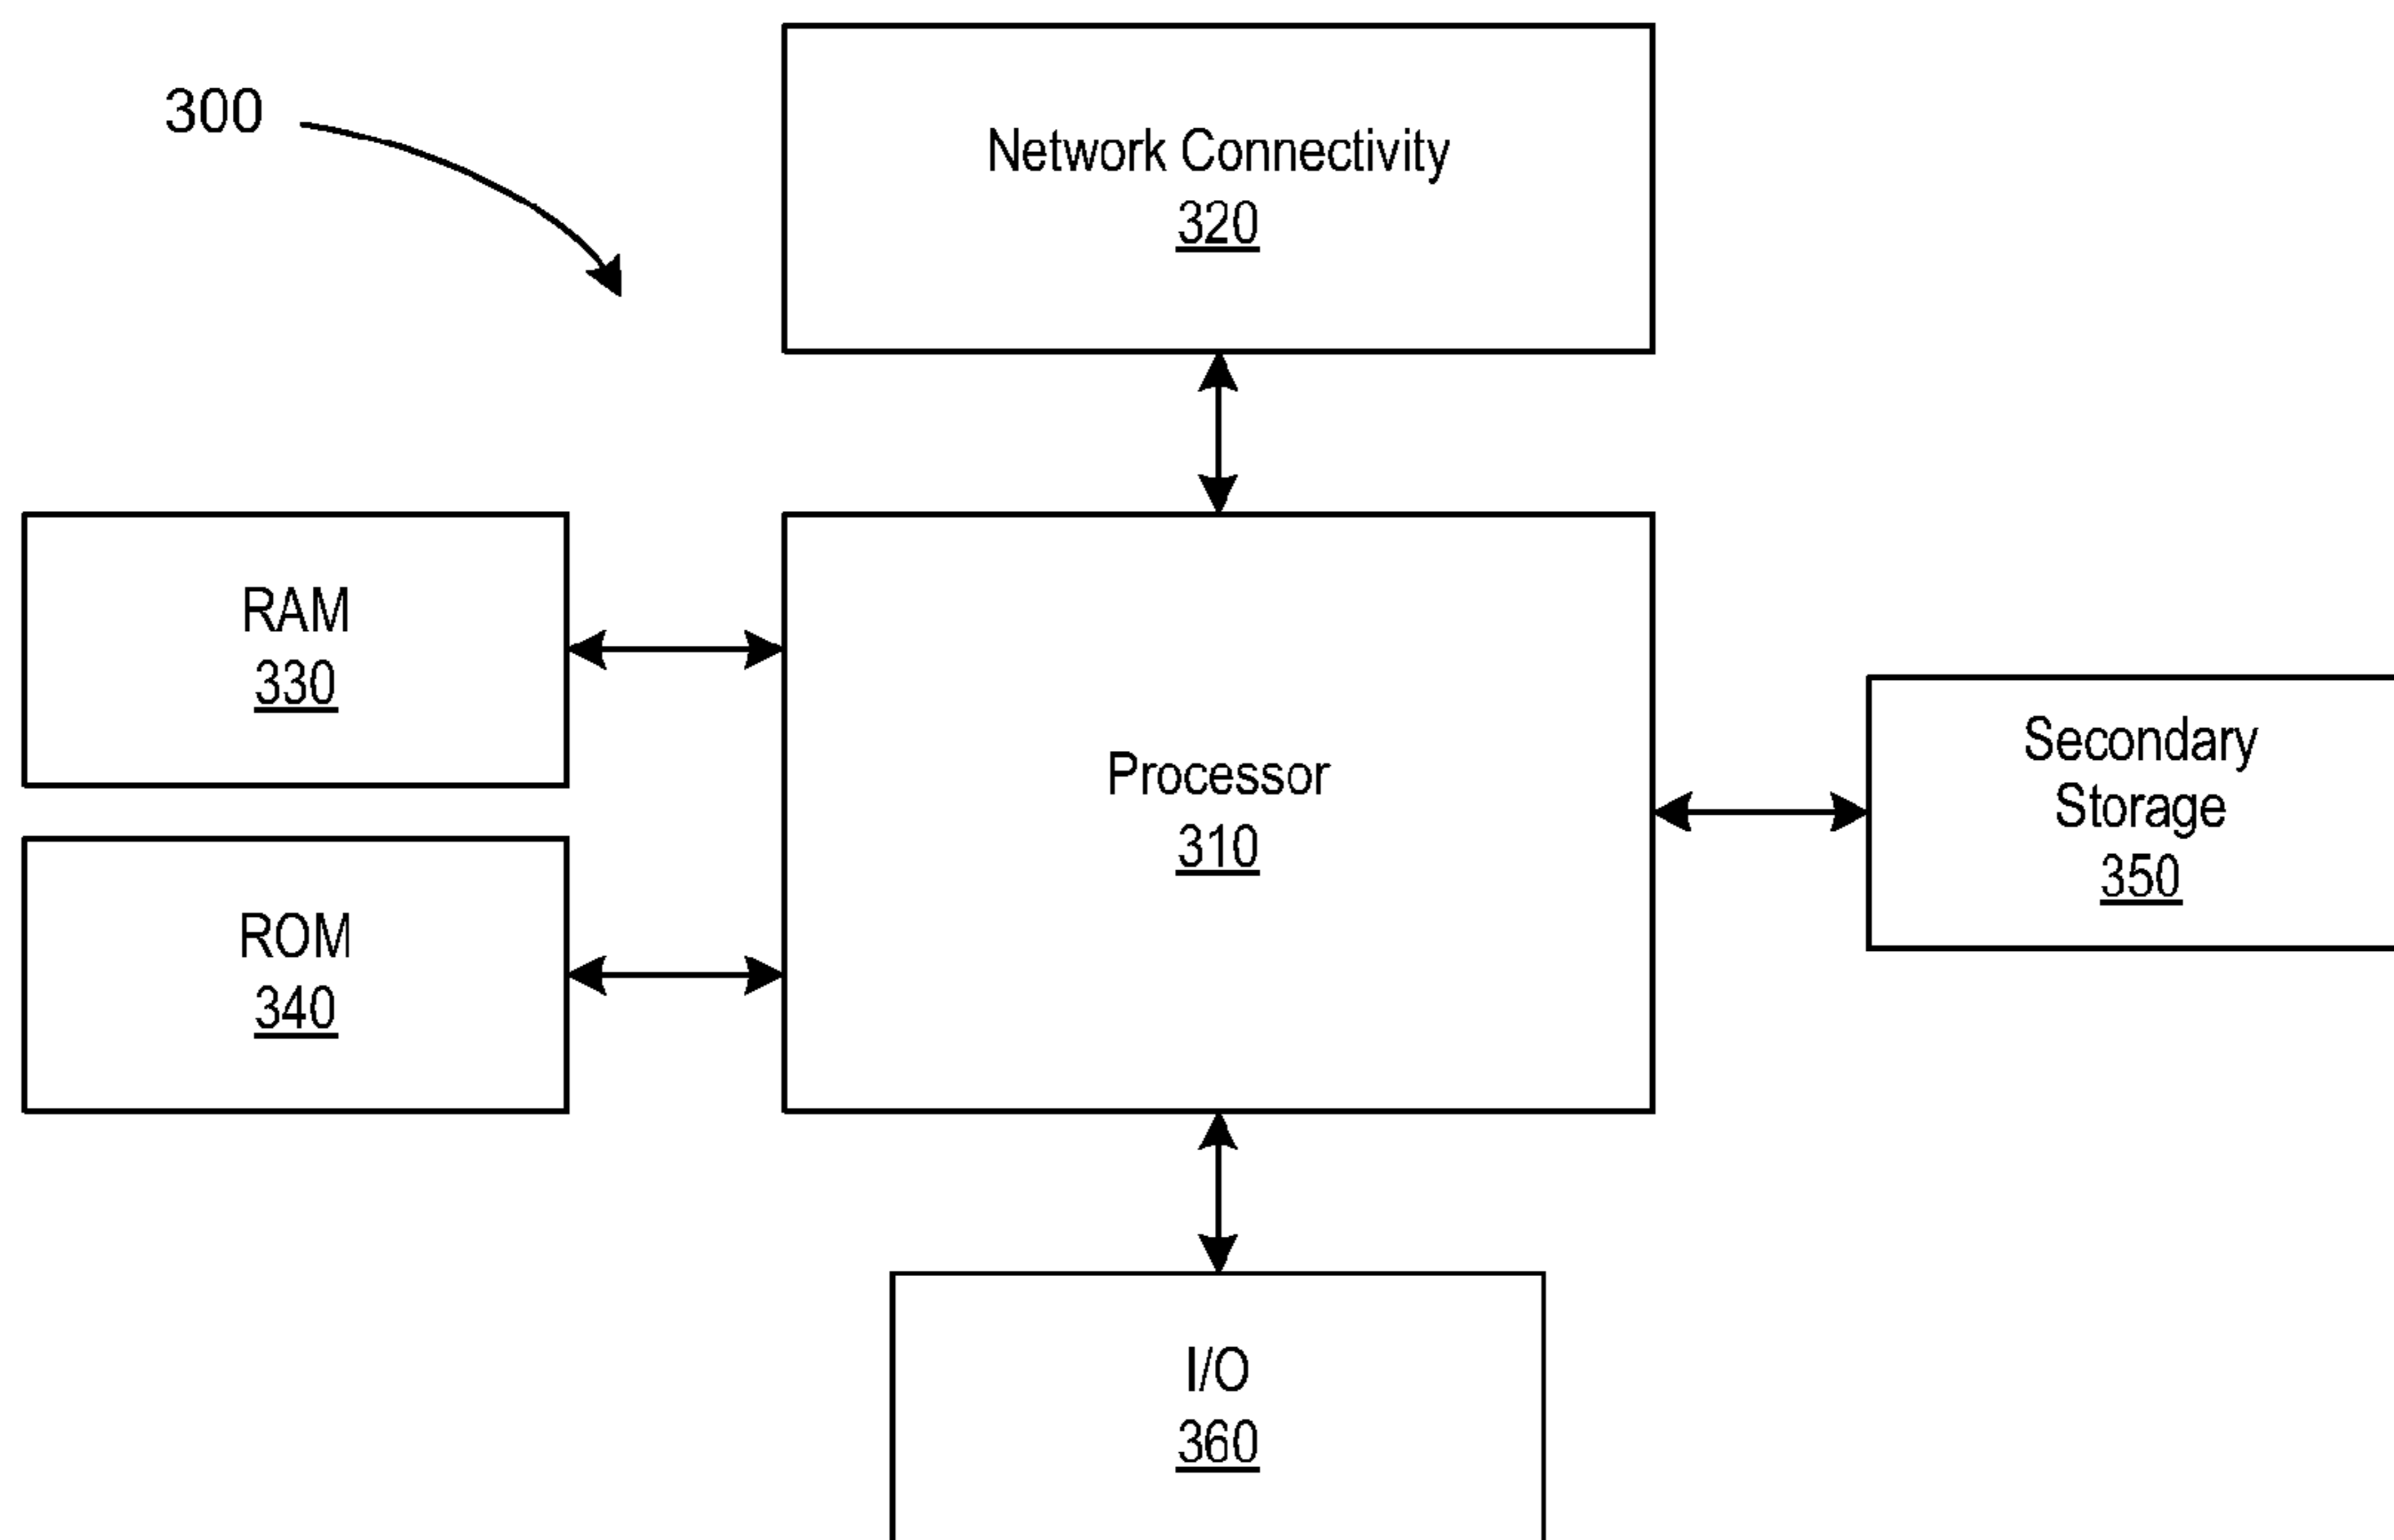 300
Network Connectivity
320
RAM
330
Processor
310
Secondary
Storage
350
ROM
340
I/O
360